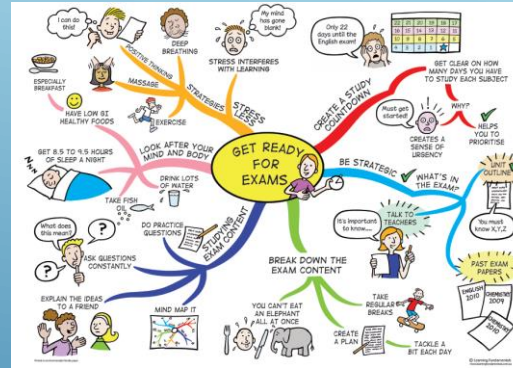 GET READY
FOR
EXAMS
CREATE A STUDY
COUNTDOWN
Only 22
days until the
English exam!
GET CLEAR ON HOW
MANY DAYS YOU HAVE
TO STUDY EACH SUBJECT
WHY?
Must get
started!
CREATES A
SENSE OF
URGENCY
HELPS YOU
TO PRIORITISE
BE STRATEGIC
WHAT'S IN
THE EXAM?
UNIT
OUTLINE
You must
know X,Y,Z
TALK TO
TEACHERS
It's important
to know....
PAST EXAM
PAPERS
ENGLISH
2010
CHEMISTRY
2009
CHEMISTRY
2010
BREAK DOWN THE
EXAM CONTENT
TAKE
REGULAR
BREAKS
CREATE
A PLAN
TACKLE A
BIT EACH DAY
YOU CAN'T EAT
AN ELEPHANT
ALL AT ONCE
STUDYING
EXAM CONTENT
DO PRACTICE
QUESTIONS
ASK QUESTIONS
CONSTANTLY
What does
this mean?
?
?
?
EXPLAIN THE IDEAS
TO A FRIEND
MIND MAP IT
LOOK AFTER YOUR
MIND AND BODY
HAVE LOW GI
HEALTHY FOODS
ESPECIALLY
BREAKFAST
GET 8.5 TO 9.5 HOURS
OF SLEEP A NIGHT
TAKE FISH
OIL
DRINK LOTS
OF WATER
STRESS
LESS
STRATEGIES
POSITIVE THINKING
I can do
this!
DEEP
BREATHING
MASSAGE
EXERCISE
STRESS INTERFERES
WITH LEARNING
My mind
has gone
blank!
© Learning Fundamentals